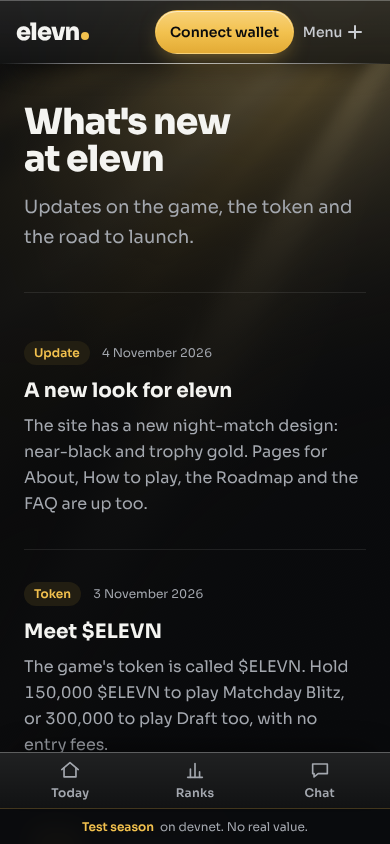 elevn.
Connect wallet
Menu
What's new
at elevn
Updates on the game, the token and
the road to launch.
Update
4 November 2026
A new look for elevn
The site has a new night-match design:
near-black and trophy gold. Pages for
About, How to play, the Roadmap and the
FAQ are up too.
Token
3 November 2026
Meet $ELEVN
The game's token is called $ELEVN. Hold
150,000 $ELEVN to play Matchday Blitz,
or 300,000 to play Draft too, with no
entry fees.
Today
Ranks
Chat
Test season on devnet. No real value.